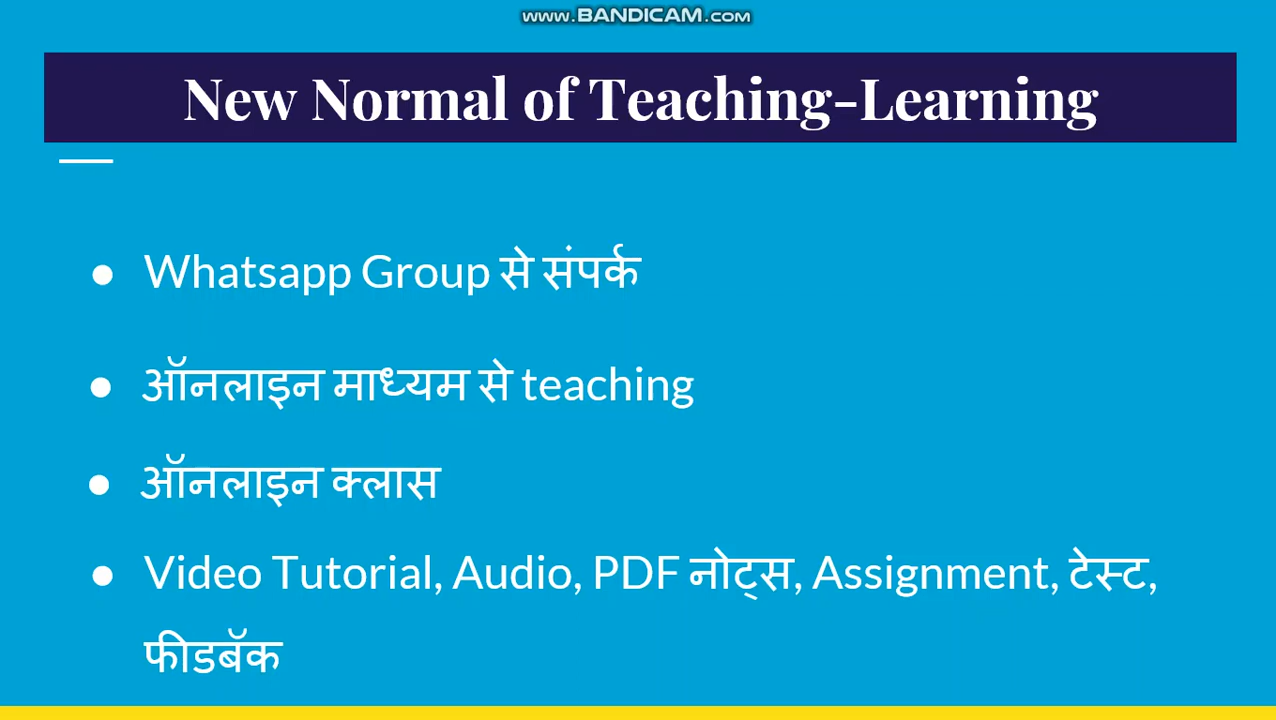 www.BANDICAM.com
New Normal of Teaching-Learning
● Whatsapp Group से संपर्क
● ऑनलाइन माध्यम से teaching
● ऑनलाइन क्लास
● Video Tutorial, Audio, PDF नोट्स, Assignment, टेस्ट,
फीडबॅक